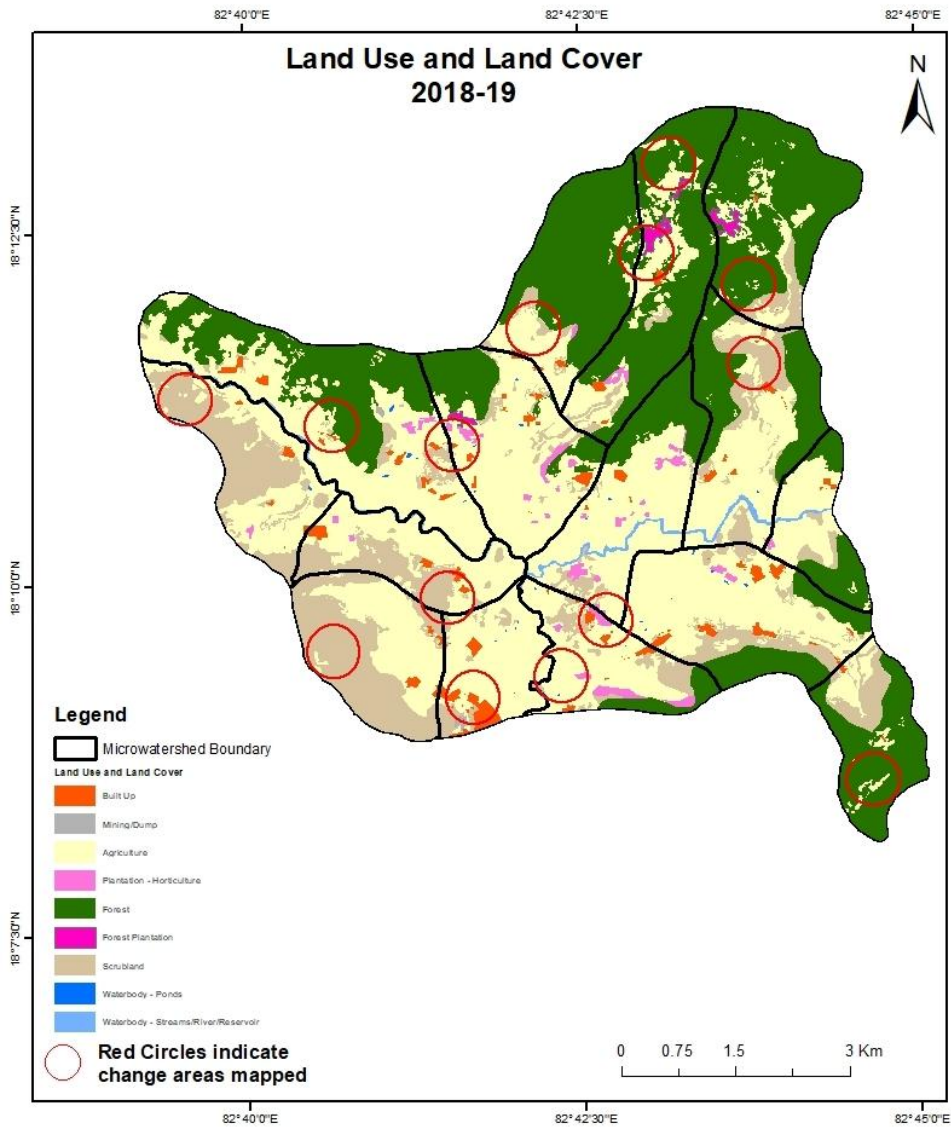 82°40'0"E 82°42'30"E 82°45'0"E
Land Use and Land Cover
2018-19
N
18°12'30"N
18°10'0"N
18°7'30"N
Legend
Microwatershed Boundary
Land Use and Land Cover
Built Up
Mining/Dump
Agriculture
Plantation - Horticulture
Forest
Forest Plantation
Scrubland
Waterbody - Ponds
Waterbody - Streams/River/Reservoir
Red Circles indicate
change areas mapped
0 0.75 1.5 3 Km
82°40'0"E 82°42'30"E 82°45'0"E